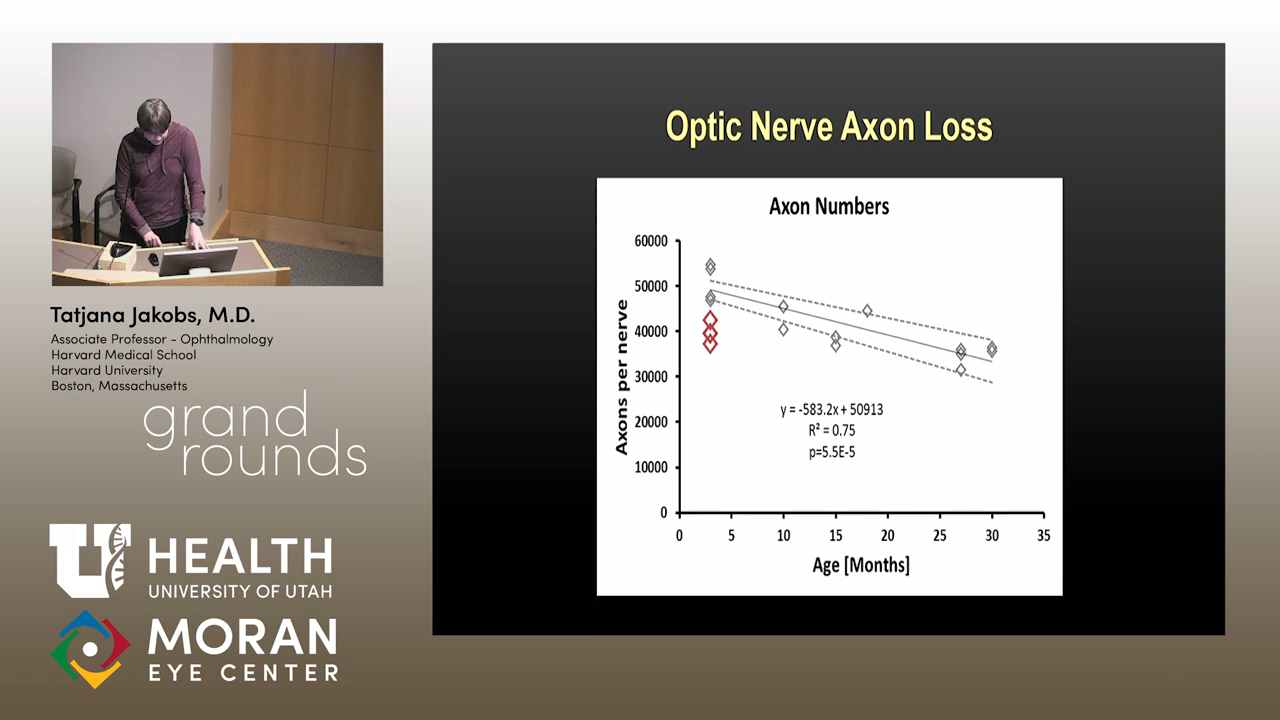 Tatjana Jakobs, M.D.
Associate Professor - Ophthalmology
Harvard Medical School
Harvard University
Boston, Massachusetts
grand
rounds
U
HEALTH
UNIVERSITY OF UTAH
MORAN
EYE CENTER
Optic Nerve Axon Loss
Axon Numbers
60000
50000
40000
30000
20000
10000
0
Axons per nerve
y = -583.2x + 50913
R² = 0.75
p=5.5E-5
0 5 10 15 20 25 30 35
Age [Months]